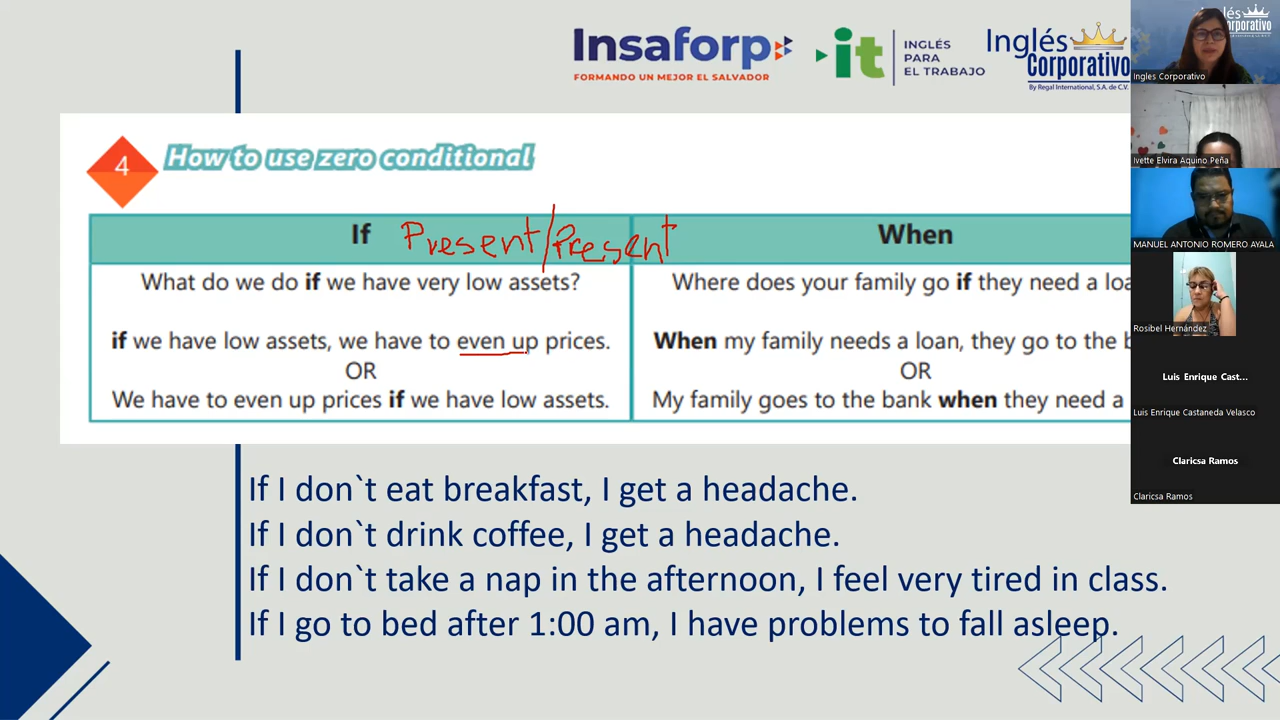 Insaforp
FORMANDO UN MEJOR EL SALVADOR
it
INGLÉS
PARA
EL TRABAJO
Inglés
Corporativo
By Regal International, S.A. de C.V.
4
How to use zero conditional
If
Present/Present
When
What do we do if we have very low assets?
if we have low assets, we have to even up prices.
OR
We have to even up prices if we have low assets.
Where does your family go if they need a loa
When my family needs a loan, they go to the b
OR
My family goes to the bank when they need a
If I don`t eat breakfast, I get a headache.
If I don`t drink coffee, I get a headache.
If I don`t take a nap in the afternoon, I feel very tired in class.
If I go to bed after 1:00 am, I have problems to fall asleep.
Ingles Corporativo
Ivette Elvira Aquino Peña
MANUEL ANTONIO ROMERO AYALA
Rosibel Hernández
Luis Enrique Cast...
Luis Enrique Castaneda Velasco
Claricsa Ramos
Claricsa Ramos